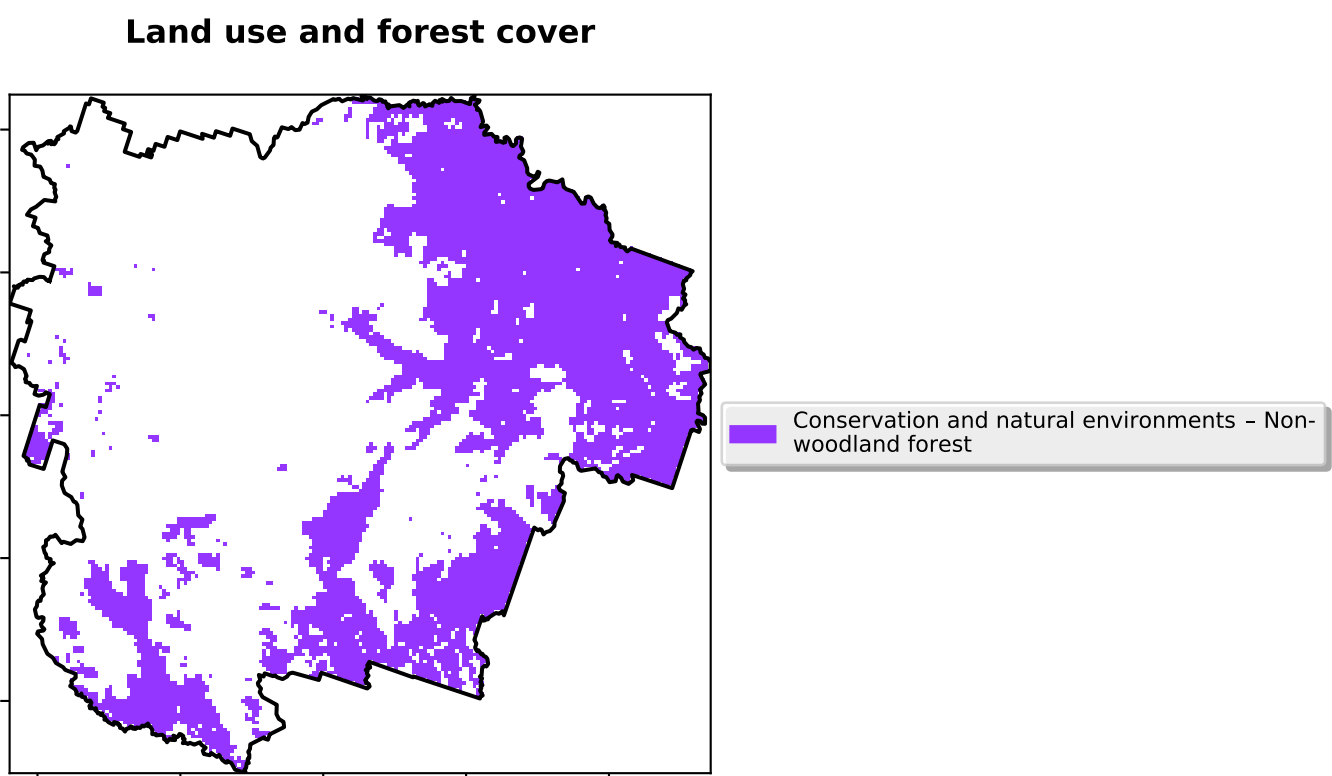 Land use and forest cover
Conservation and natural environments – Non-
woodland forest